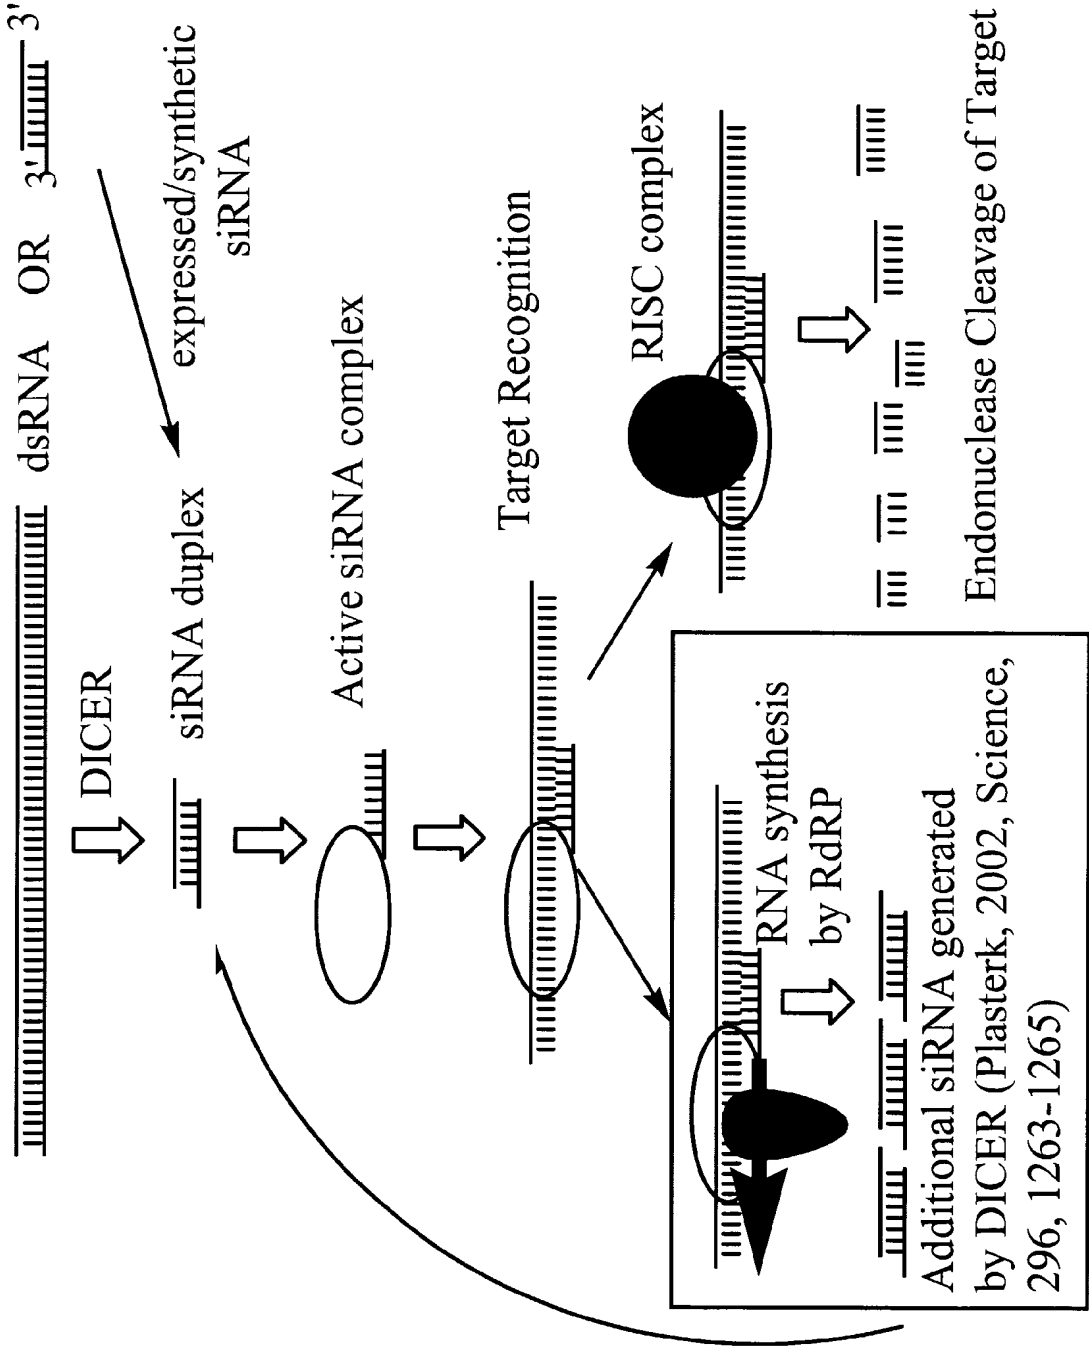 dsRNA OR 3' 3'
DICER
siRNA duplex
expressed/synthetic
siRNA
Active siRNA complex
Target Recognition
RISC complex
RNA synthesis
by RdRP
Additional siRNA generated
by DICER (Plasterk, 2002, Science,
296, 1263-1265)
Endonuclease Cleavage of Target